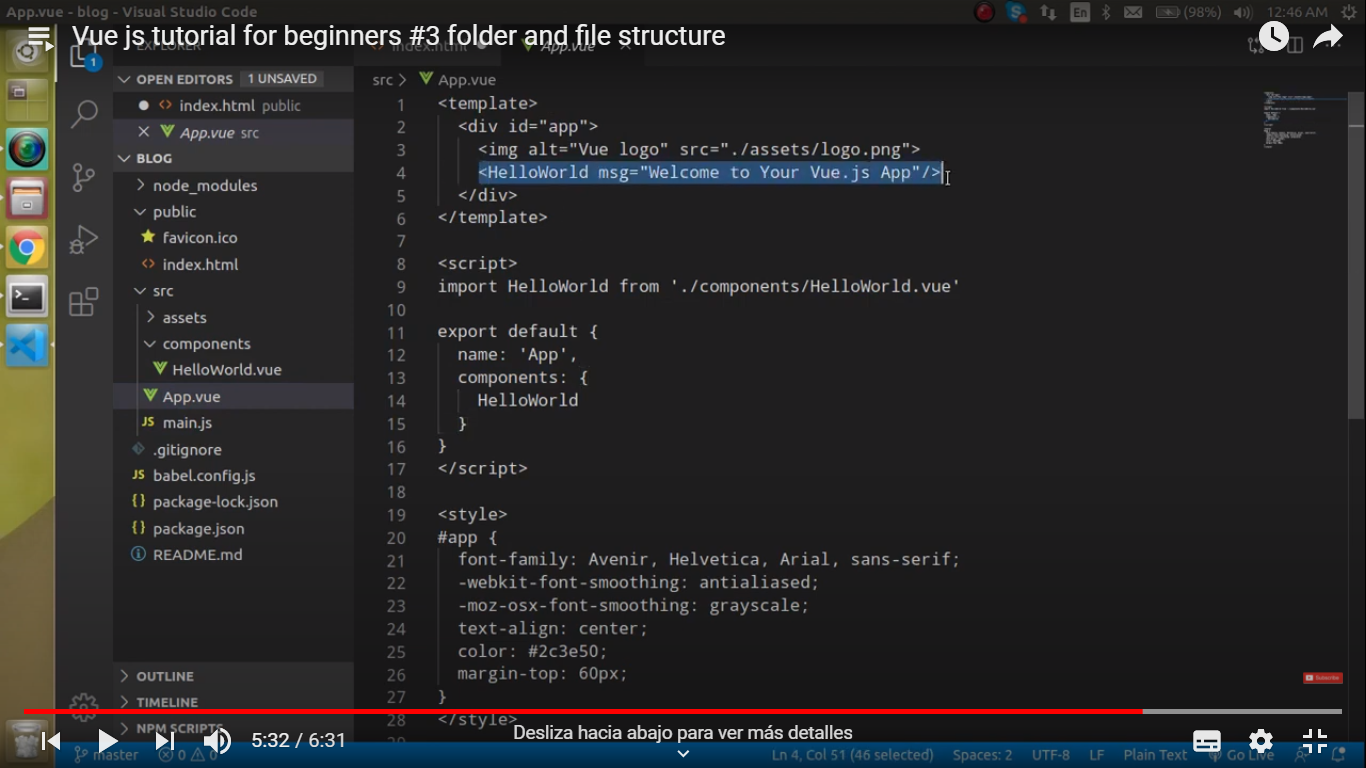 App.vue - blog - Visual Studio Code
En
(98%)
12:46 AM
Vue js tutorial for beginners #3 folder and file structure
EXPLORER
index.html
App.vue
1
OPEN EDITORS 1 UNSAVED
index.html public
App.vue src
BLOG
node_modules
public
favicon.ico
index.html
src
assets
components
HelloWorld.vue
App.vue
JS main.js
.gitignore
JS babel.config.js
{} package-lock.json
{} package.json
README.md
OUTLINE
TIMELINE
NPM SCRIPTS
src > App.vue
1 <template>
2 <div id="app">
3 <img alt="Vue logo" src="./assets/logo.png">
4 <HelloWorld msg="Welcome to Your Vue.js App"/>
5 </div>
6 </template>
7
8 <script>
9 import HelloWorld from './components/HelloWorld.vue'
10
11 export default {
12 name: 'App',
13 components: {
14 HelloWorld
15 }
16 }
17 </script>
18
19 <style>
20 #app {
21 font-family: Avenir, Helvetica, Arial, sans-serif;
22 -webkit-font-smoothing: antialiased;
23 -moz-osx-font-smoothing: grayscale;
24 text-align: center;
25 color: #2c3e50;
26 margin-top: 60px;
27 }
28 </style>
Subscribe
5:32 / 6:31
Desliza hacia abajo para ver más detalles
master
0 0
Ln 4, Col 51 (46 selected)
Spaces: 2
UTF-8
LF
Plain Text
Go Live